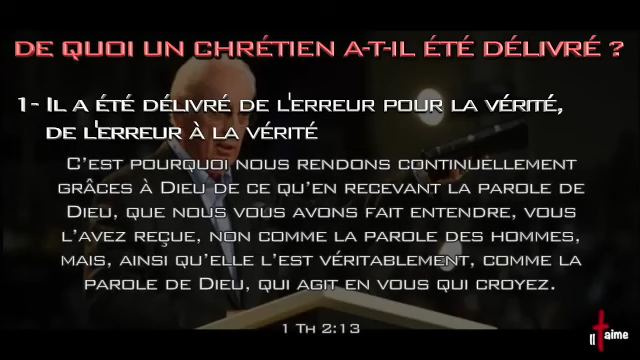 DE QUOI UN CHRÉTIEN A-T-IL ÉTÉ DÉLIVRÉ ?
1- IL A ÉTÉ DÉLIVRÉ DE L'ERREUR POUR LA VÉRITÉ,
DE L'ERREUR À LA VÉRITÉ
C'EST POURQUOI NOUS RENDONS CONTINUELLEMENT
GRÂCES À DIEU DE CE QU'EN RECEVANT LA PAROLE DE
DIEU, QUE NOUS VOUS AVONS FAIT ENTENDRE, VOUS
L'AVEZ REÇUE, NON COMME LA PAROLE DES HOMMES,
MAIS, AINSI QU'ELLE L'EST VÉRITABLEMENT, COMME LA
PAROLE DE DIEU, QUI AGIT EN VOUS QUI CROYEZ.
1 TH 2:13
Il t'aime